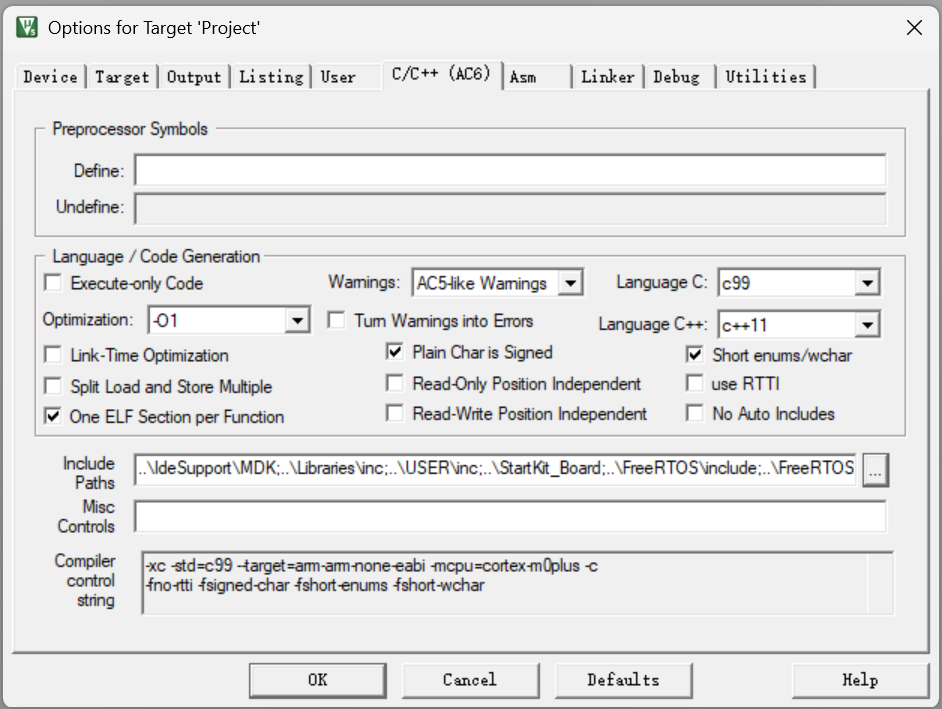 Options for Target 'Project'
Device Target Output Listing User C/C++ (AC6) Asm Linker Debug Utilities
Preprocessor Symbols
Define:
Undefine:
Language / Code Generation
Execute-only Code
Warnings: AC5-like Warnings
Language C: c99
Optimization: -O1
Turn Warnings into Errors
Language C++: c++11
Link-Time Optimization
Plain Char is Signed
Short enums/wchar
Split Load and Store Multiple
Read-Only Position Independent
use RTTI
One ELF Section per Function
Read-Write Position Independent
No Auto Includes
Include
Paths
..\IdeSupport\MDK;..\Libraries\inc;..\USER\inc;..\StartKit_Board;..\FreeRTOS\include;..\FreeRTOS
...
Misc
Controls
Compiler
control
string
-xc -std=c99 --target=arm-arm-none-eabi -mcpu=cortex-m0plus -c
-fno-rtti -fsigned-char -fshort-enums -fshort-wchar
OK Cancel Defaults Help